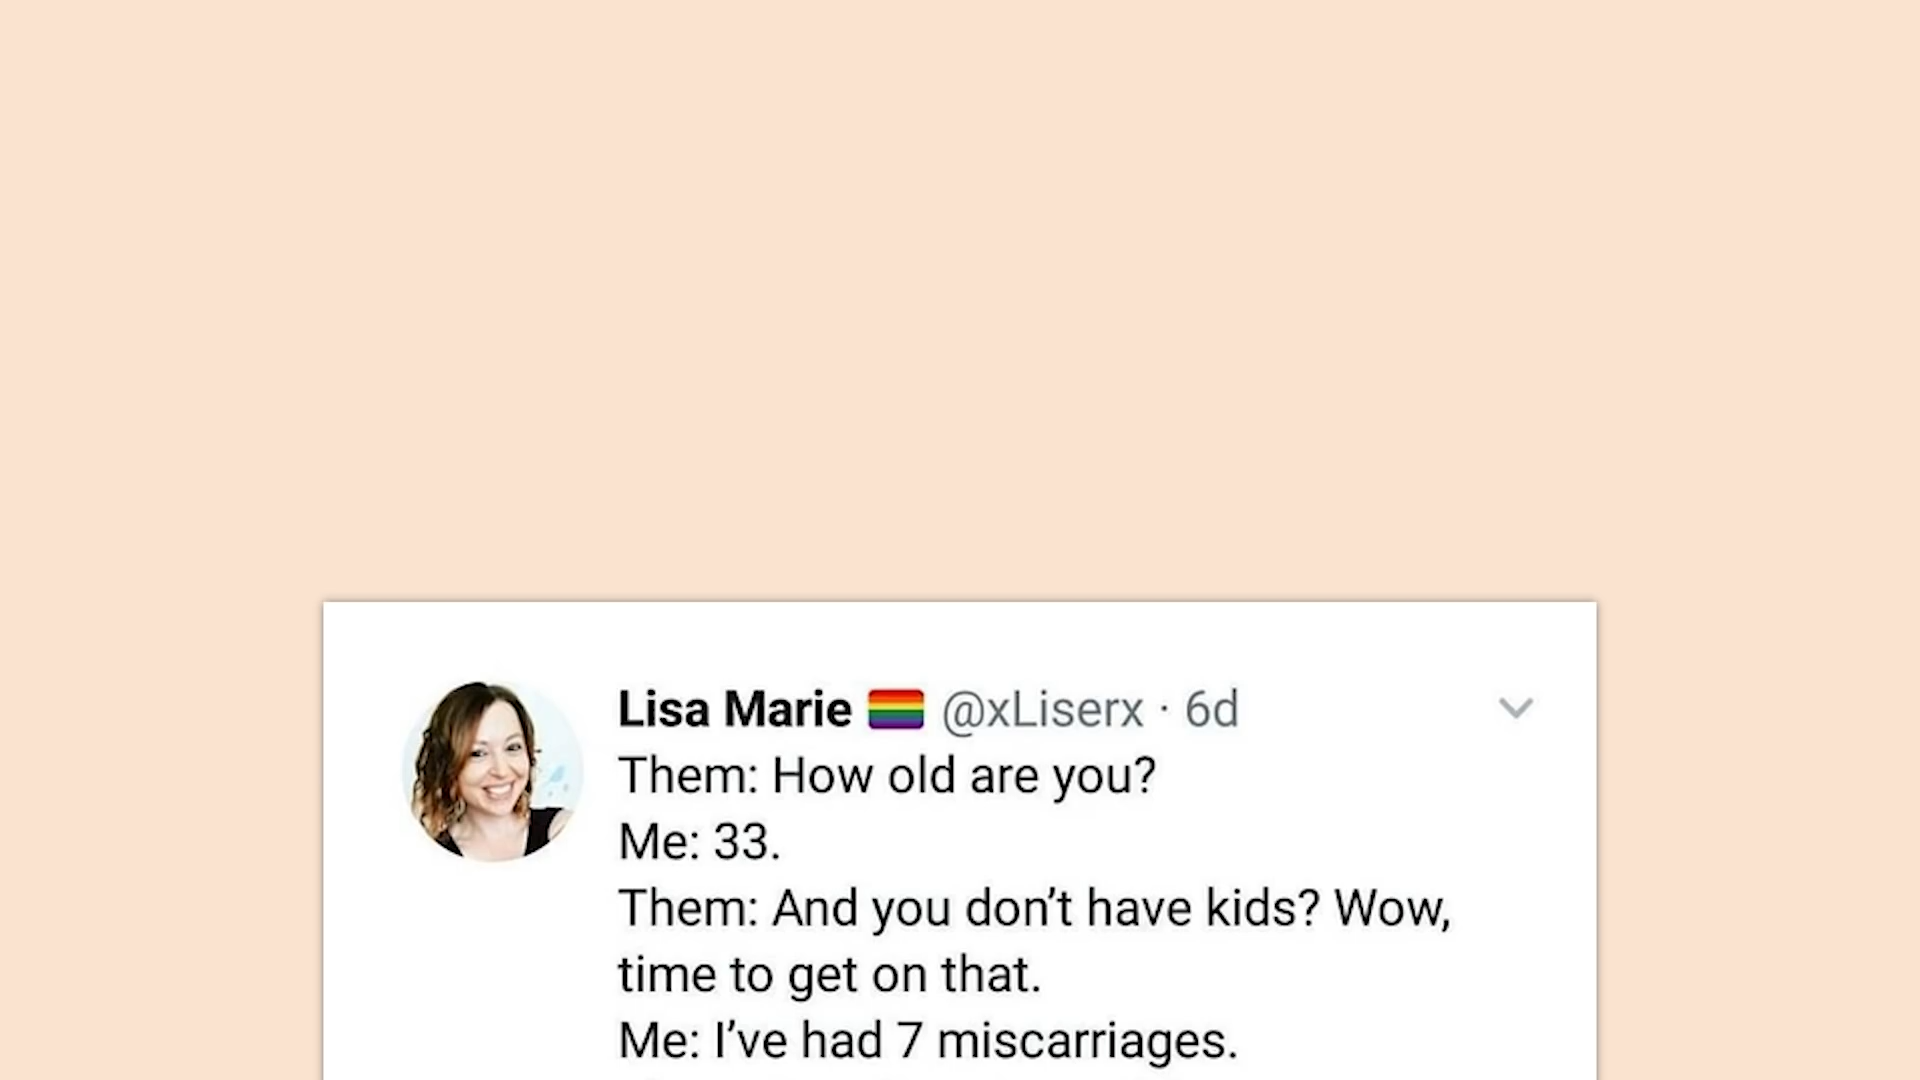 Lisa Marie 🏳️‍🌈 @xLiserx · 6d
Them: How old are you?
Me: 33.
Them: And you don’t have kids? Wow,
time to get on that.
Me: I’ve had 7 miscarriages.